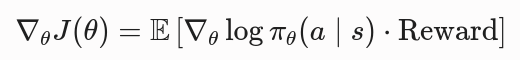 ∇θJ(θ) = 𝔼 [∇θ log πθ(a | s) · Reward]